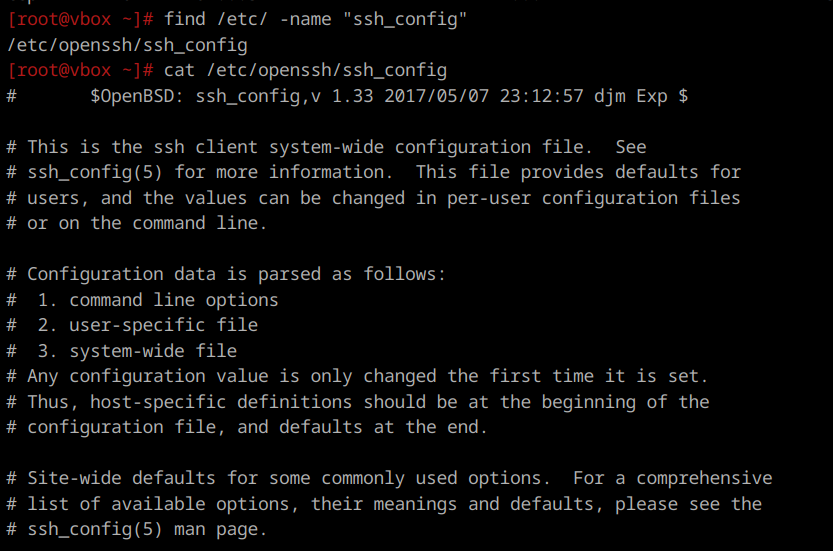 [root@vbox ~]# find /etc/ -name "ssh_config"
/etc/openssh/ssh_config
[root@vbox ~]# cat /etc/openssh/ssh_config
#       $OpenBSD: ssh_config,v 1.33 2017/05/07 23:12:57 djm Exp $

# This is the ssh client system-wide configuration file.  See
# ssh_config(5) for more information.  This file provides defaults for
# users, and the values can be changed in per-user configuration files
# or on the command line.

# Configuration data is parsed as follows:
#  1. command line options
#  2. user-specific file
#  3. system-wide file
# Any configuration value is only changed the first time it is set.
# Thus, host-specific definitions should be at the beginning of the
# configuration file, and defaults at the end.

# Site-wide defaults for some commonly used options.  For a comprehensive
# list of available options, their meanings and defaults, please see the
# ssh_config(5) man page.